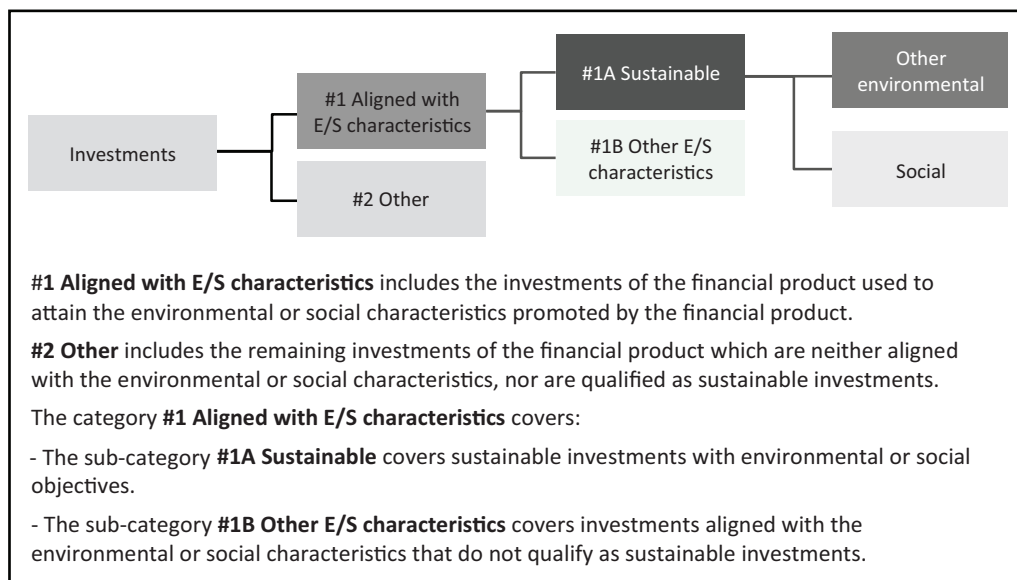 Investments
#1 Aligned with
E/S characteristics
#2 Other
#1A Sustainable
#1B Other E/S
characteristics
Other
environmental
Social
#1 Aligned with E/S characteristics includes the investments of the financial product used to
attain the environmental or social characteristics promoted by the financial product.
#2 Other includes the remaining investments of the financial product which are neither aligned
with the environmental or social characteristics, nor are qualified as sustainable investments.
The category #1 Aligned with E/S characteristics covers:
- The sub-category #1A Sustainable covers sustainable investments with environmental or social
objectives.
- The sub-category #1B Other E/S characteristics covers investments aligned with the
environmental or social characteristics that do not qualify as sustainable investments.